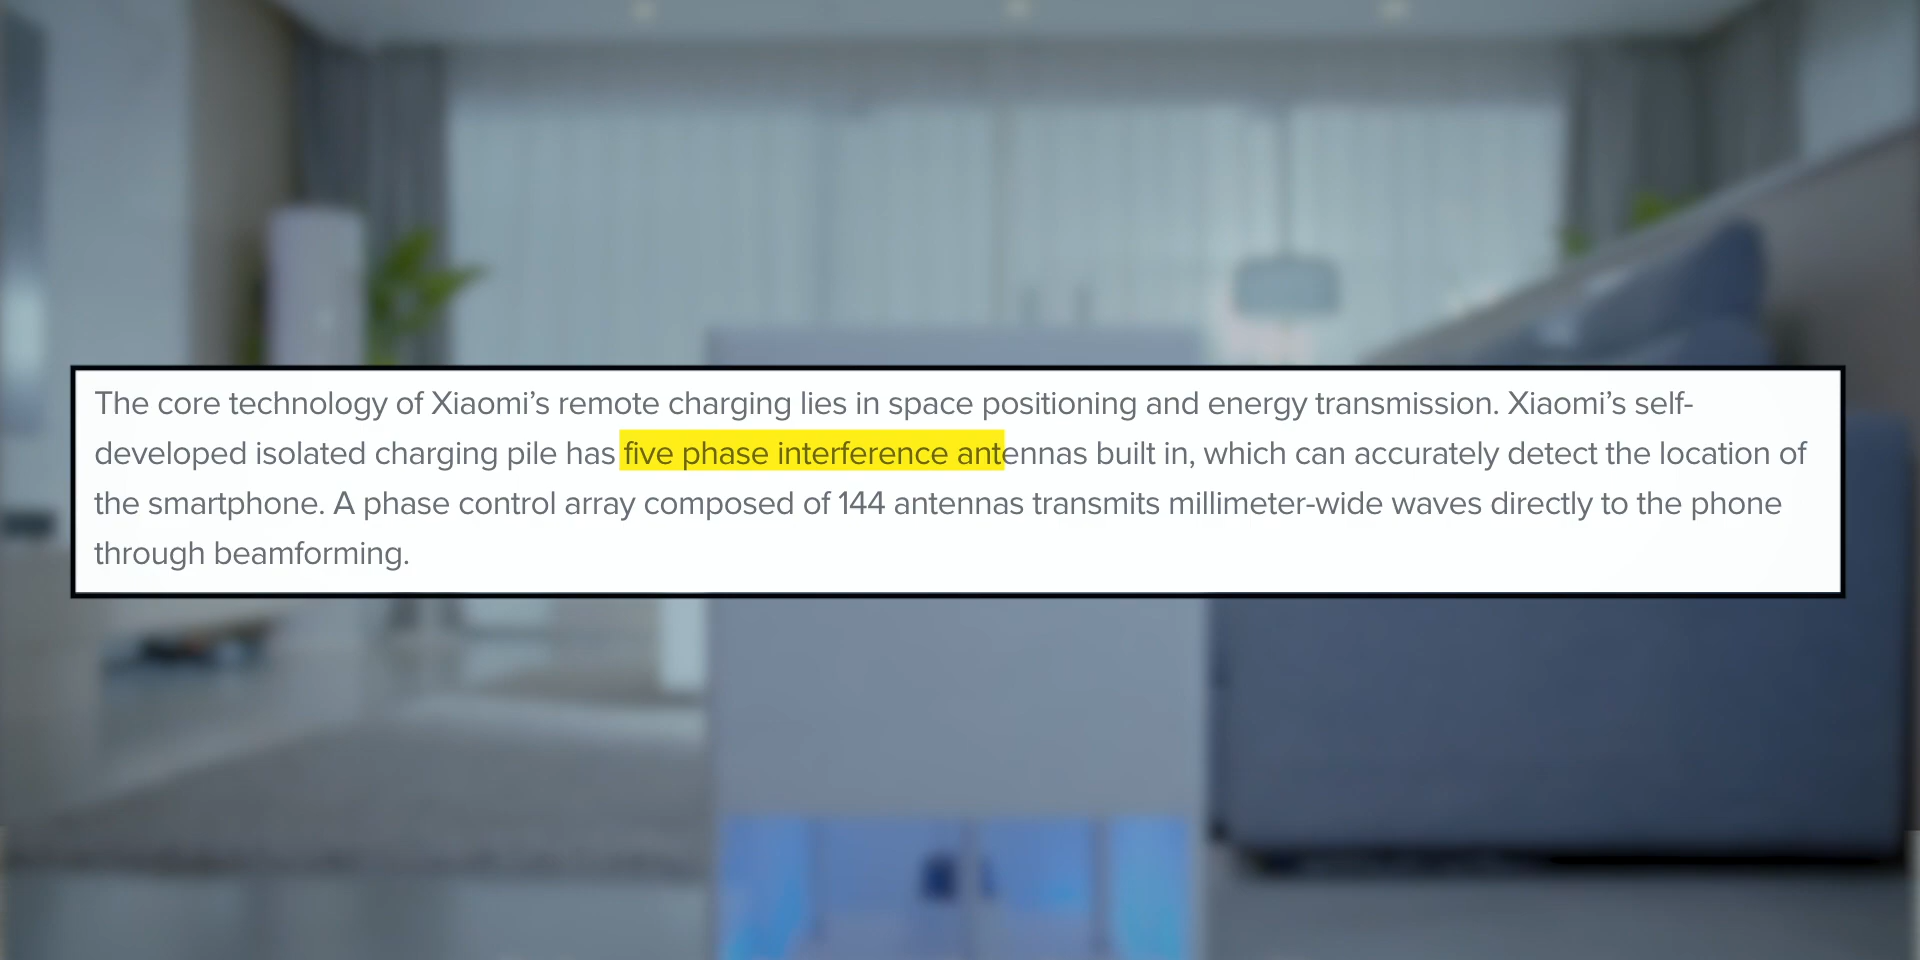 The core technology of Xiaomi’s remote charging lies in space positioning and energy transmission. Xiaomi’s self-
developed isolated charging pile has five phase interference antennas built in, which can accurately detect the location of
the smartphone. A phase control array composed of 144 antennas transmits millimeter-wide waves directly to the phone
through beamforming.